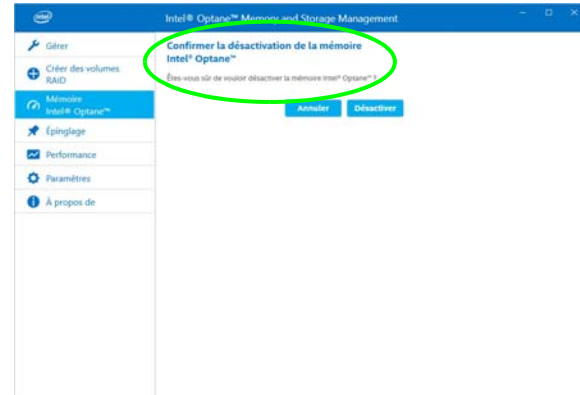 intel
Intel® Optane™ Memory and Storage Management
Gérer
Créer des volumes
RAID
Mémoire
Intel® Optane™
Épinglage
Performance
Paramètres
À propos de
Confirmer la désactivation de la mémoire
Intel® Optane™
Êtes-vous sûr de vouloir désactiver la mémoire Intel® Optane™ ?
Annuler
Désactiver